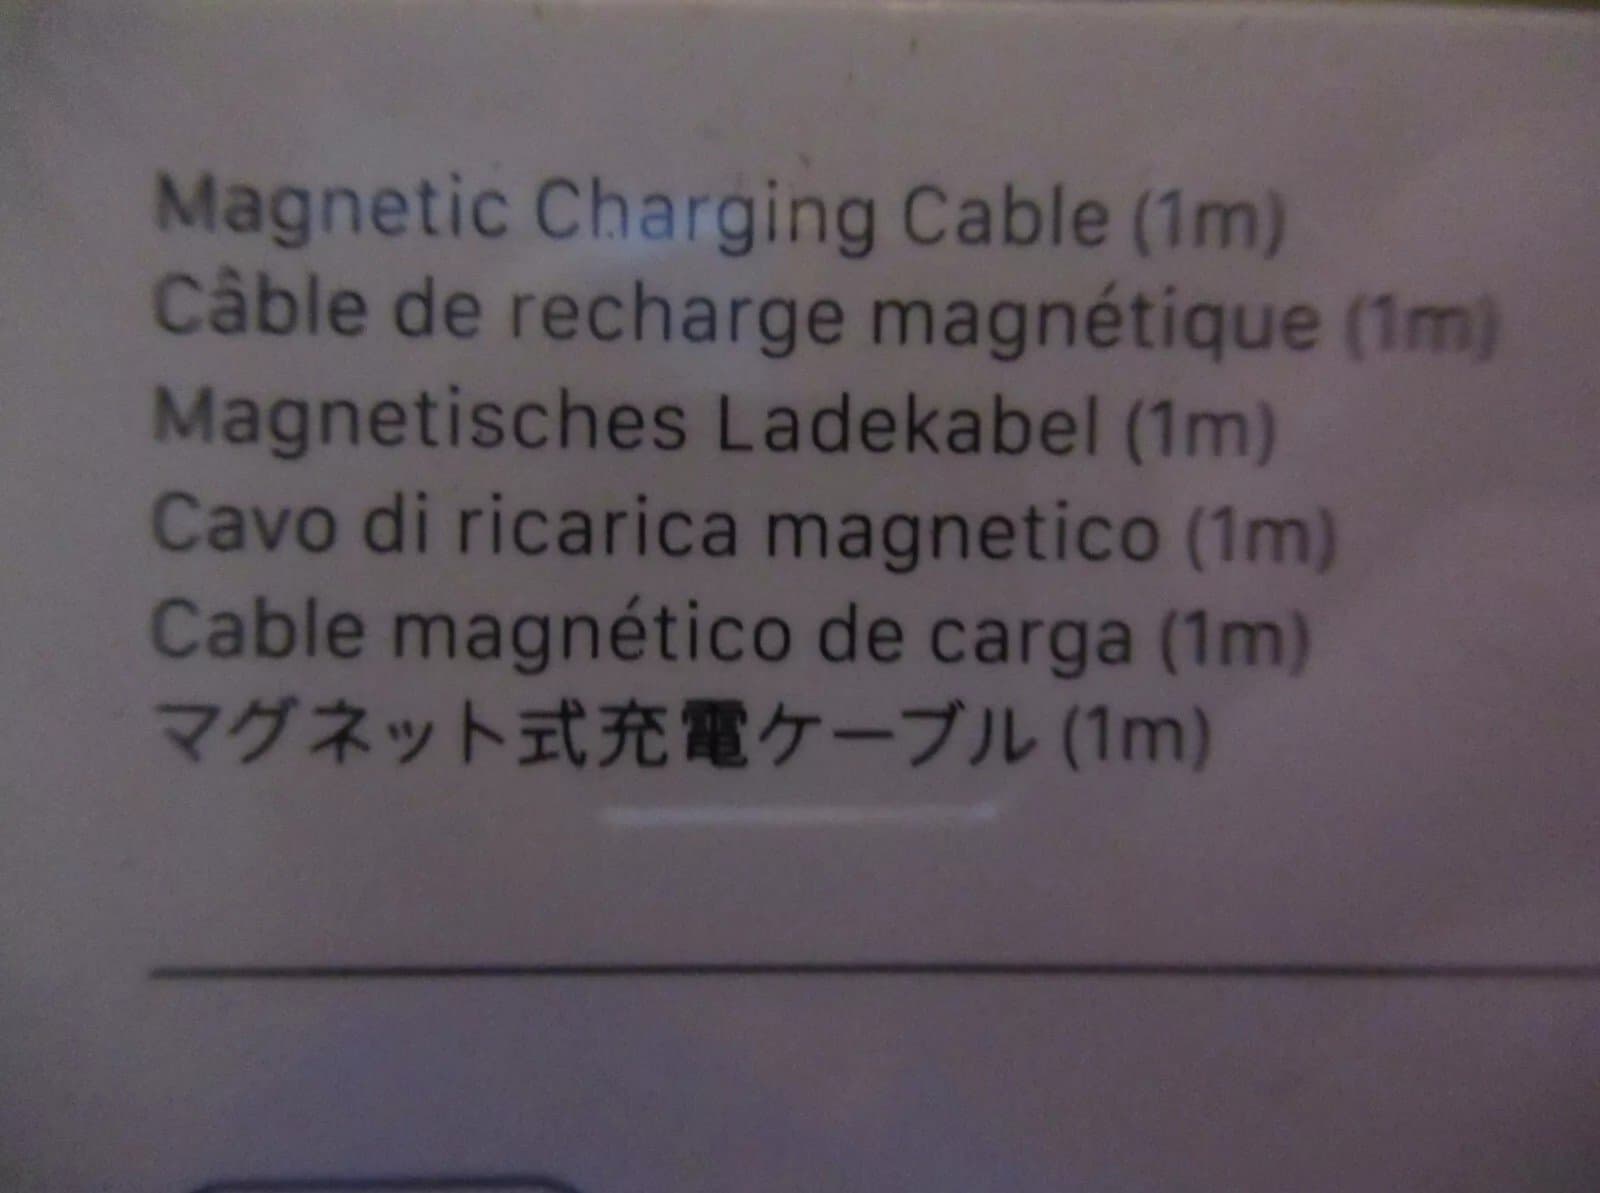 Magnetic Charging Cable (1m)
Câble de recharge magnétique (1m)
Magnetisches Ladekabel (1m)
Cavo di ricarica magnetico (1m)
Cable magnético de carga (1m)
マグネット式充電ケーブル (1m)